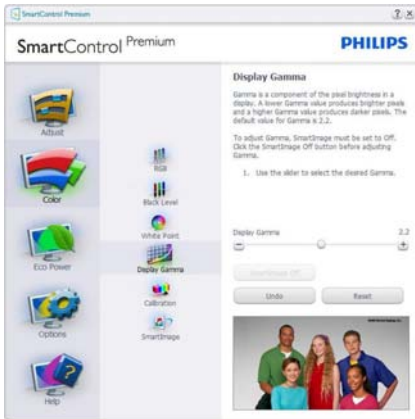 SmartControl Premium
SmartControl Premium
PHILIPS
Adjust
Color
Eco Power
Options
Help
RGB
Black Level
White Point
Display Gamma
Calibration
SmartImage
Display Gamma
Gamma is a component of the pixel brightness in a
display. A lower Gamma value produces brighter pixels
and a higher Gamma value produces darker pixels. The
default value for Gamma is 2.2.
To adjust Gamma, SmartImage must be set to Off.
Click the SmartImage Off button before adjusting
Gamma.
1. Use the slider to select the desired Gamma.
Display Gamma 2.2
SmartImage Off
Undo Reset